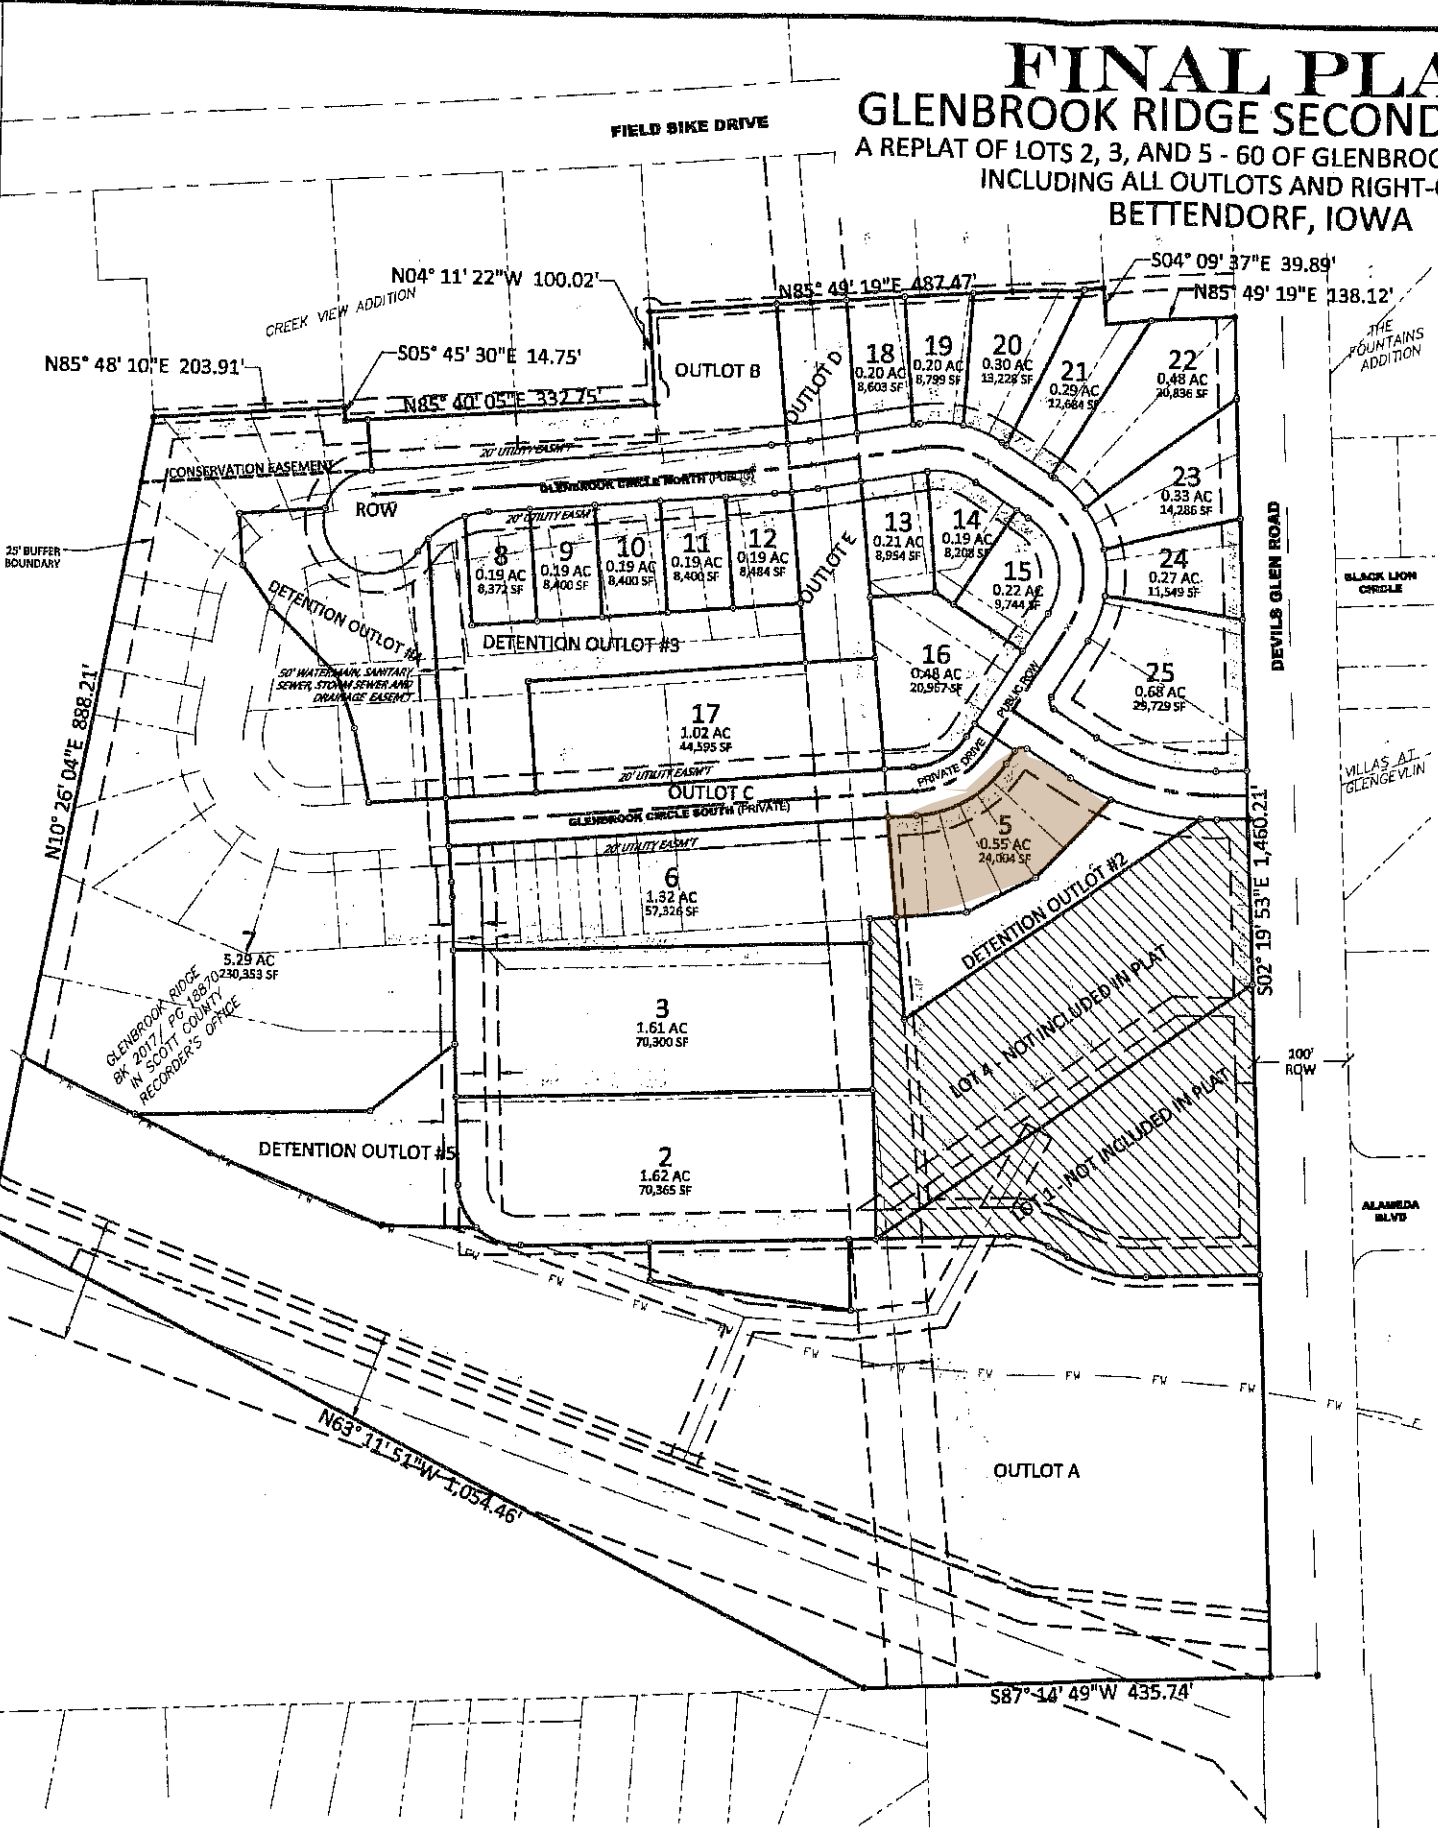 FINAL PLA
GLENBROOK RIDGE SECOND
A REPLAT OF LOTS 2, 3, AND 5 - 60 OF GLENBROO
INCLUDING ALL OUTLOTS AND RIGHT-
BETTENDORF, IOWA
FIELD SIKE DRIVE
N04° 11' 22"W 100.02'
CREEK VIEW ADDITION
N85° 48' 10"E 203.91'
S05° 45' 30"E 14.75'
N85° 40' 05"E 332.75'
N85° 49' 19"E 487.47'
S04° 09' 37"E 39.89'
N85° 49' 19"E 138.12'
THE
FOUNTAINS
ADDITION
OUTLOT B
OUTLOT D
18
0.20 AC
8,603 SF
19
0.20 AC
8,799 SF
20
0.30 AC
13,228 SF
21
0.29 AC
12,684 SF
22
0.48 AC
20,836 SF
23
0.33 AC
14,286 SF
24
0.27 AC
11,549 SF
25
0.68 AC
29,729 SF
CONSERVATION EASEMENT
20' UTILITY EASM'T
GLENBROOK CIRCLE NORTH (PUBLIC)
ROW
20' UTILITY EASM'T
25' BUFFER
BOUNDARY
8
0.19 AC
8,372 SF
9
0.19 AC
8,400 SF
10
0.19 AC
8,400 SF
11
0.19 AC
8,400 SF
12
0.19 AC
8,484 SF
OUTLOT E
13
0.21 AC
8,954 SF
14
0.19 AC
8,208 SF
15
0.22 AC
9,744 SF
16
0.48 AC
20,967 SF
DEVILS GLEN ROAD
BLACK LION
CIRCLE
DETENTION OUTLOT #4
DETENTION OUTLOT #3
50' WATERMAIN, SANITARY
SEWER, STORM SEWER AND
DRAINAGE EASEM'T
17
1.02 AC
44,595 SF
PUBLIC ROW
PRIVATE DRIVE
20' UTILITY EASM'T
OUTLOT C
GLENBROOK CIRCLE SOUTH (PRIVATE)
20' UTILITY EASM'T
VILLAS AT
GLENGEVLIN
N10° 26' 04"E 888.21'
S02° 19' 53"E 1,460.21'
5
0.55 AC
24,004 SF
6
1.32 AC
57,326 SF
7
5.29 AC
230,353 SF
DETENTION OUTLOT #2
GLENBROOK RIDGE
BK 2017/ PG 18870
IN SCOTT COUNTY
RECORDER'S OFFICE
3
1.61 AC
70,300 SF
LOT 4 - NOT INCLUDED IN PLAT
100'
ROW
LOT 1 - NOT INCLUDED IN PLAT
DETENTION OUTLOT #5
2
1.62 AC
70,365 SF
ALAMEDA
BLVD
FW
FW
FW
FW
FW
FW
FW
FW
FW
FW
FW
N63° 11' 51"W 1,054.46'
OUTLOT A
S87° 14' 49"W 435.74'